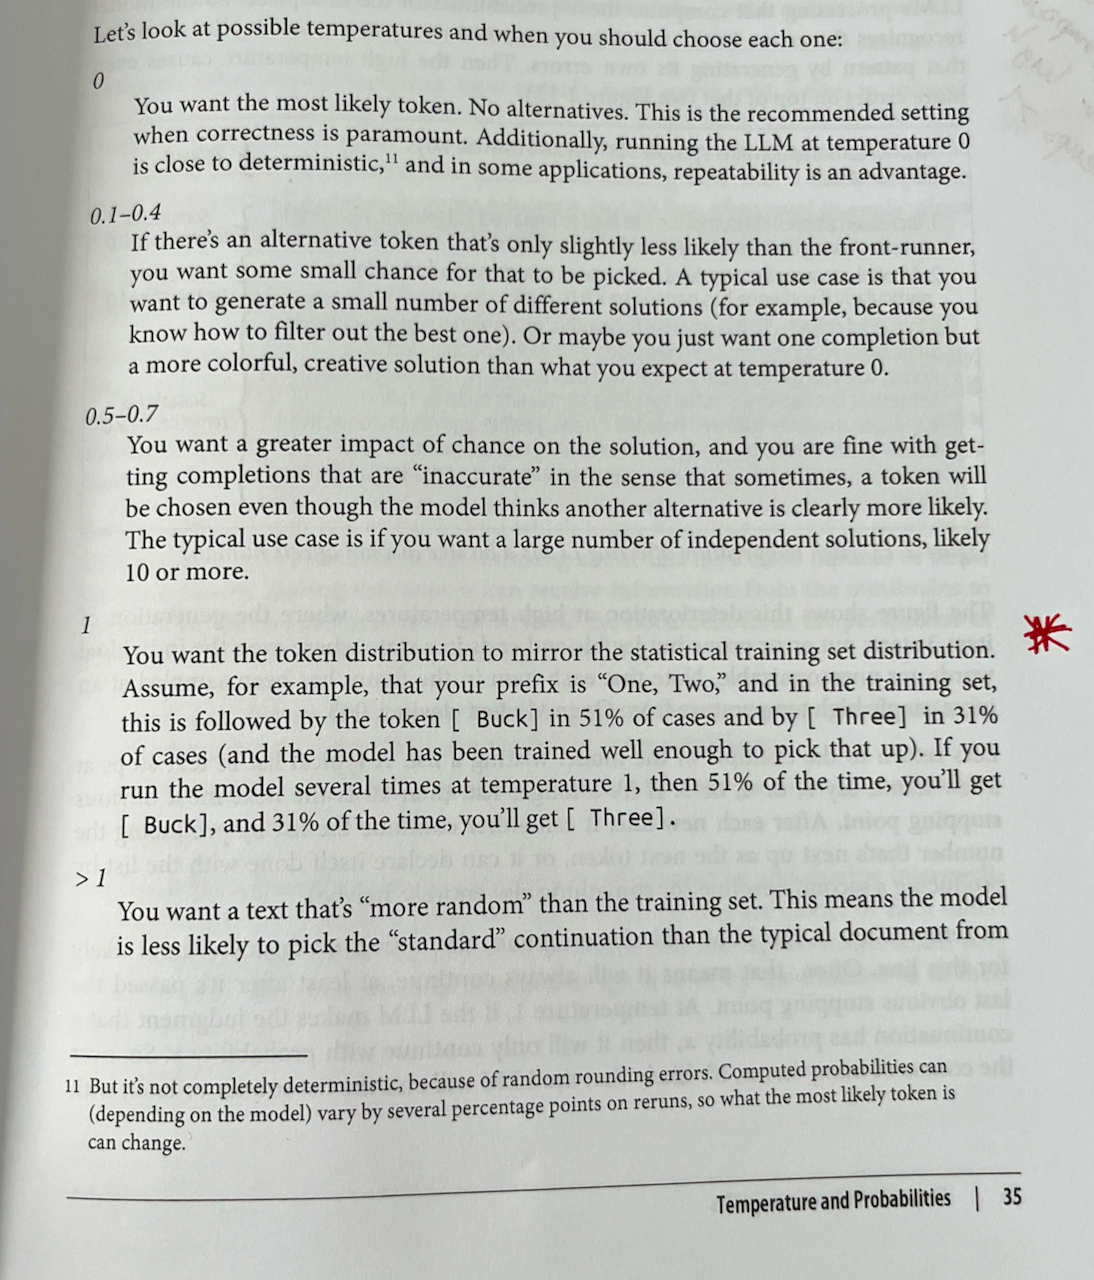 Let's look at possible temperatures and when you should choose each one:
0
You want the most likely token. No alternatives. This is the recommended setting
when correctness is paramount. Additionally, running the LLM at temperature 0
is close to deterministic,11 and in some applications, repeatability is an advantage.
0.1–0.4
If there's an alternative token that's only slightly less likely than the front-runner,
you want some small chance for that to be picked. A typical use case is that you
want to generate a small number of different solutions (for example, because you
know how to filter out the best one). Or maybe you just want one completion but
a more colorful, creative solution than what you expect at temperature 0.
0.5–0.7
You want a greater impact of chance on the solution, and you are fine with get-
ting completions that are “inaccurate” in the sense that sometimes, a token will
be chosen even though the model thinks another alternative is clearly more likely.
The typical use case is if you want a large number of independent solutions, likely
10 or more.
1
You want the token distribution to mirror the statistical training set distribution.
Assume, for example, that your prefix is “One, Two,” and in the training set,
this is followed by the token [ Buck] in 51% of cases and by [ Three] in 31%
of cases (and the model has been trained well enough to pick that up). If you
run the model several times at temperature 1, then 51% of the time, you'll get
[ Buck], and 31% of the time, you'll get [ Three].
> 1
You want a text that's “more random” than the training set. This means the model
is less likely to pick the “standard” continuation than the typical document from
11 But it's not completely deterministic, because of random rounding errors. Computed probabilities can
(depending on the model) vary by several percentage points on reruns, so what the most likely token is
can change.
Temperature and Probabilities | 35